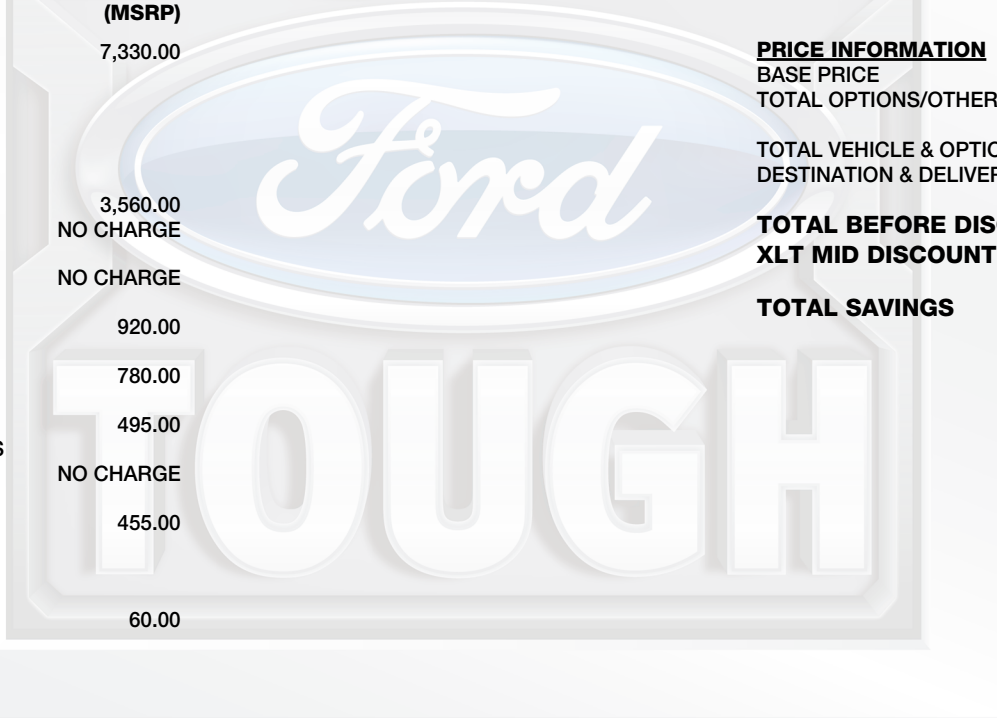 (MSRP)
7,330.00
3,560.00
NO CHARGE
NO CHARGE
920.00
780.00
495.00
S
NO CHARGE
455.00
60.00
PRICE INFORMATION
BASE PRICE
TOTAL OPTIONS/OTHER
TOTAL VEHICLE & OPTIO
DESTINATION & DELIVER
TOTAL BEFORE DISC
XLT MID DISCOUNT
TOTAL SAVINGS
Ford
TOUGH